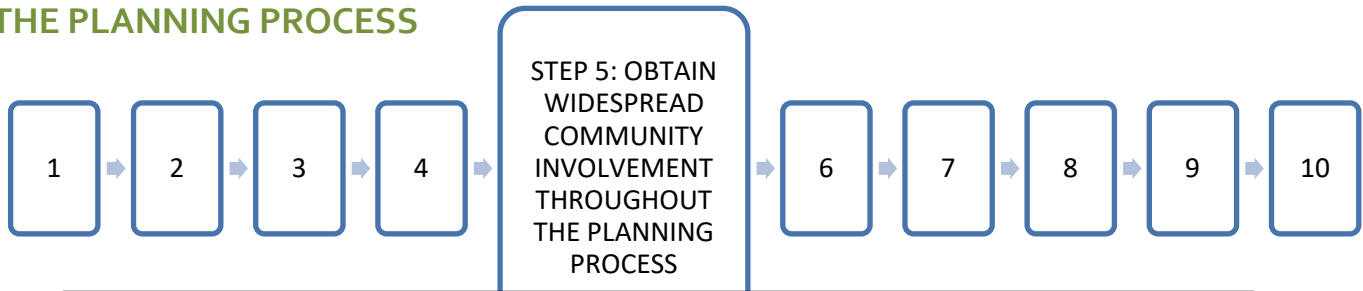 THE PLANNING PROCESS
1
2
3
4
STEP 5: OBTAIN
WIDESPREAD
COMMUNITY
INVOLVEMENT
THROUGHOUT
THE PLANNING
PROCESS
6
7
8
9
10